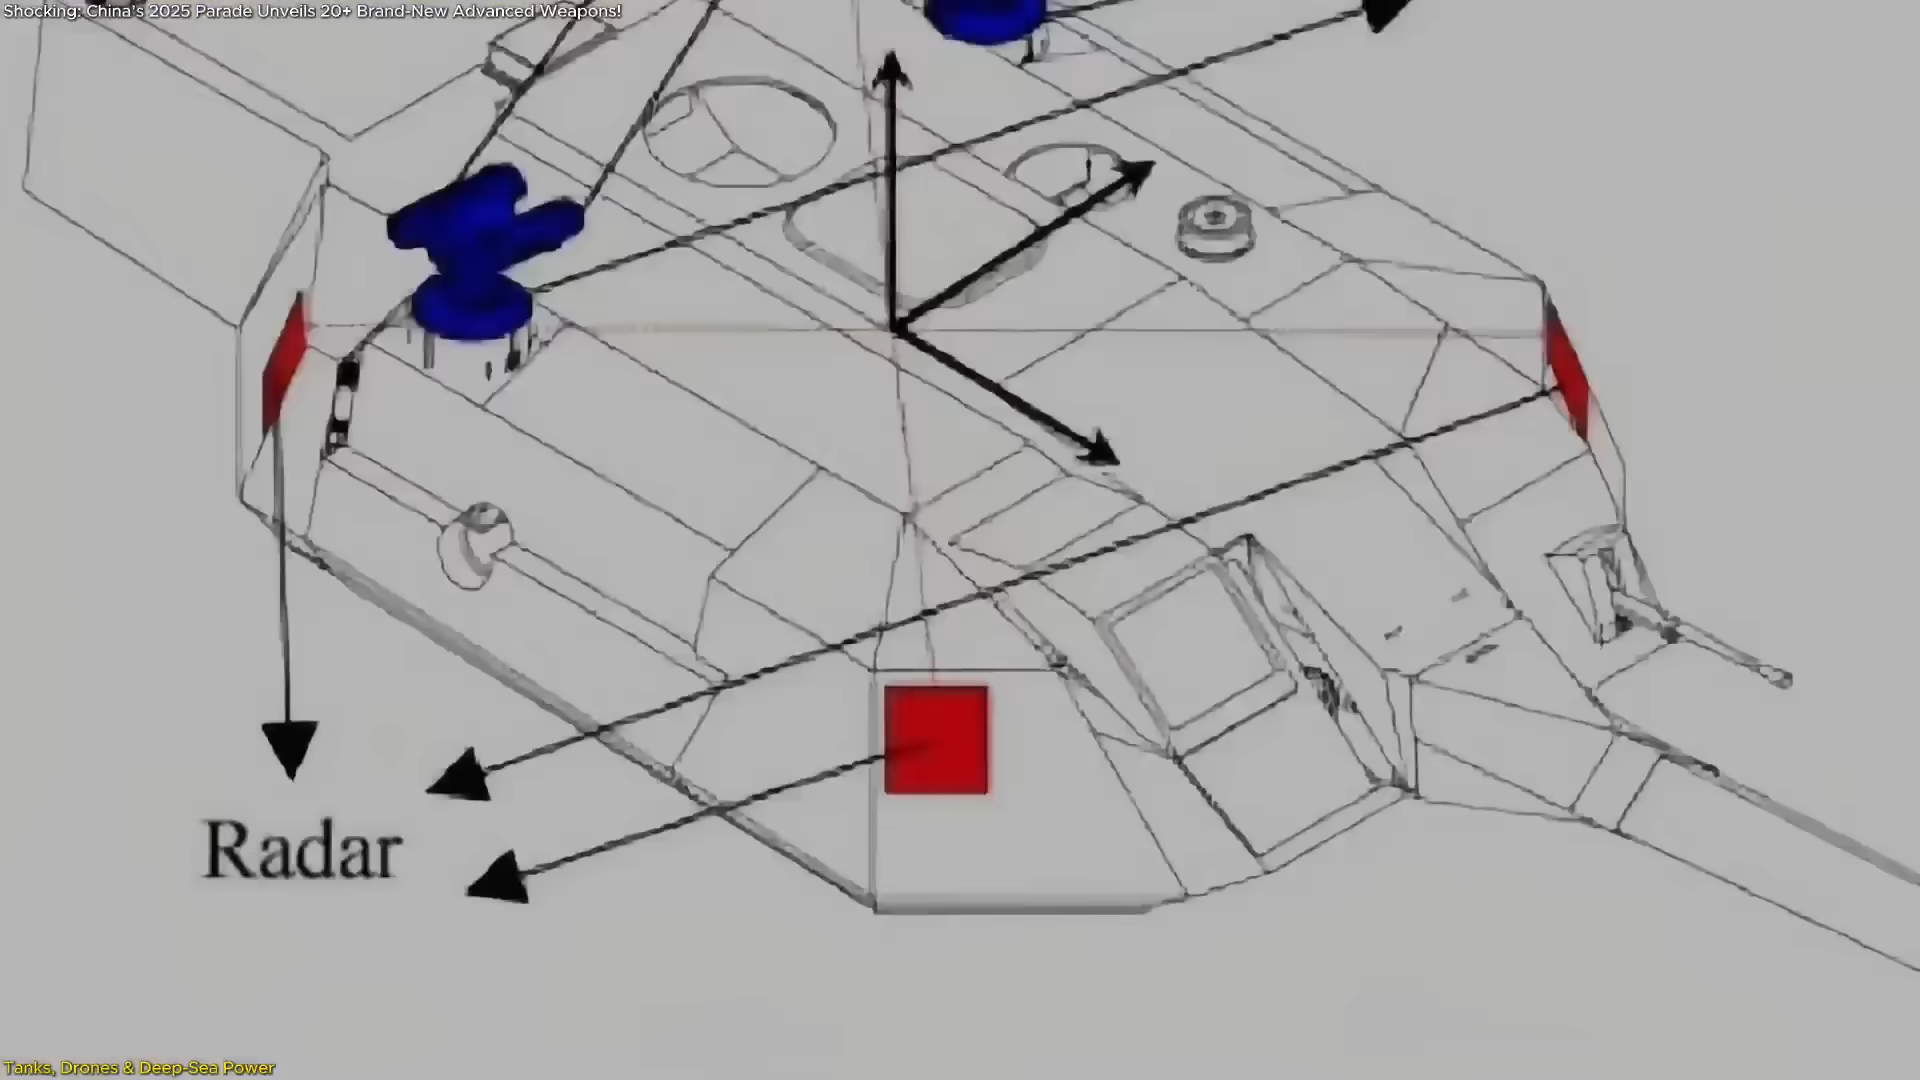 Shocking: China's 2025 Parade Unveils 20+ Brand-New Advanced Weapons!
Radar
Tanks, Drones & Deep-Sea Power